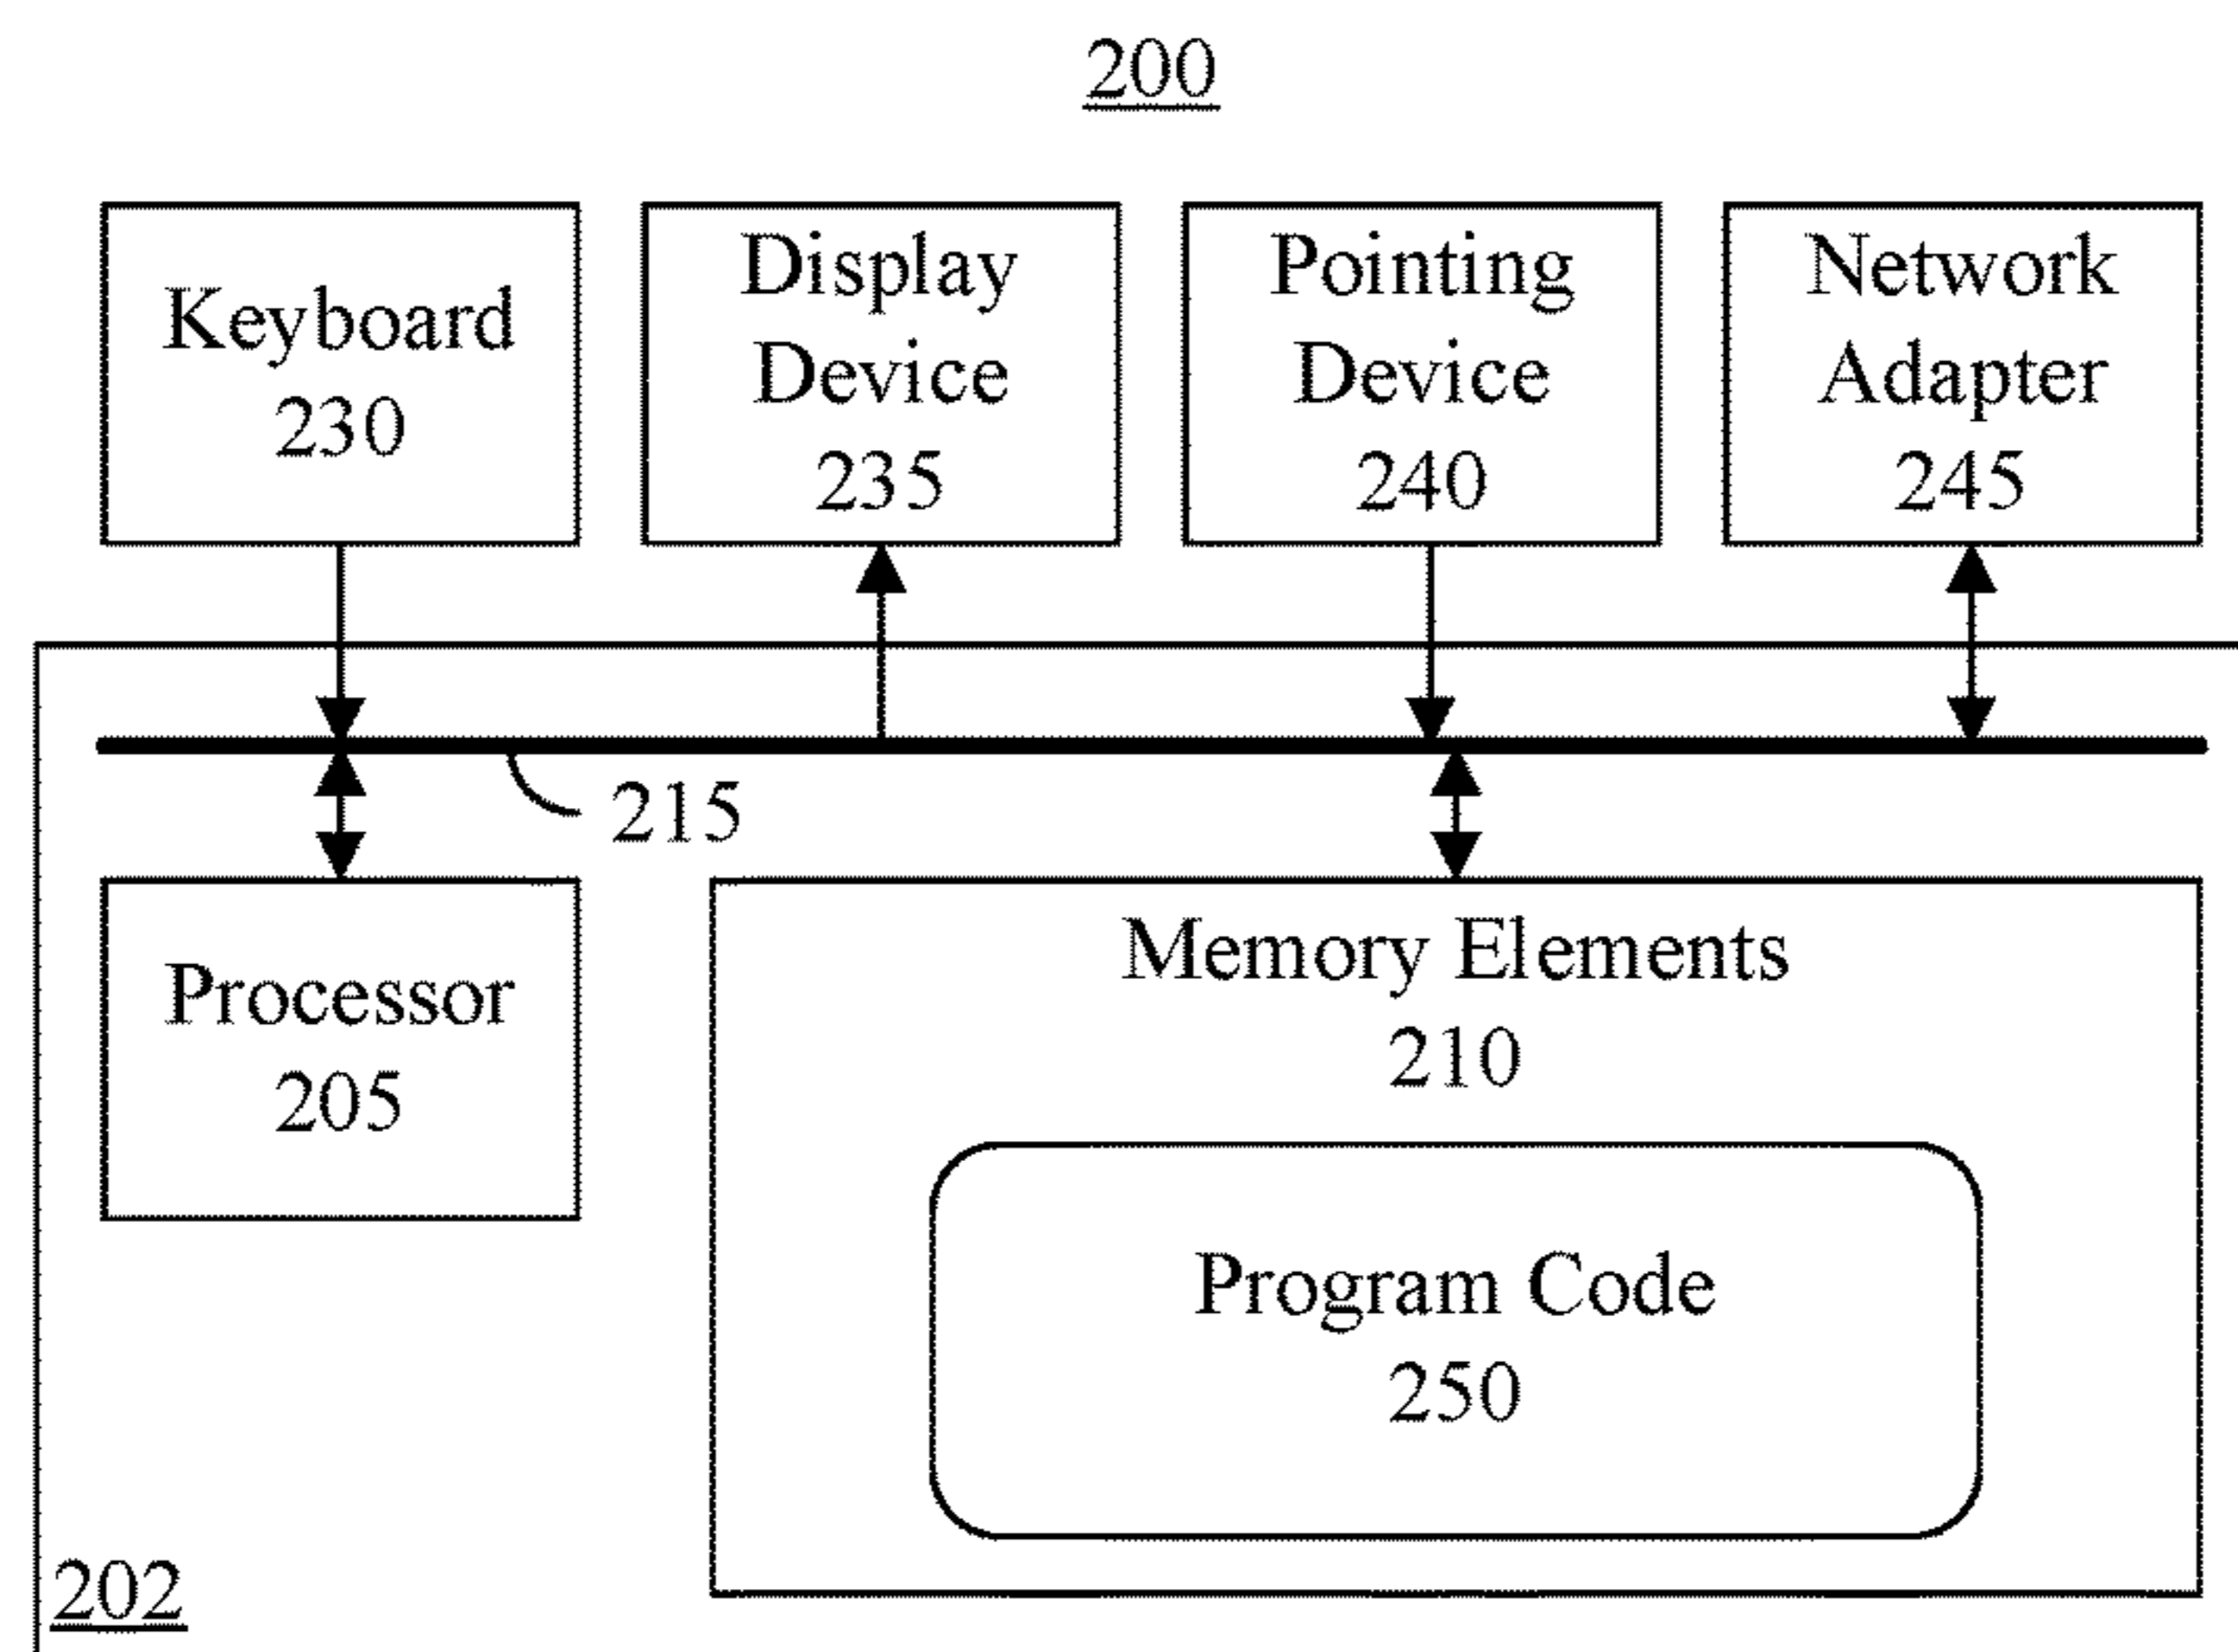 200
Keyboard
230
Display
Device
235
Pointing
Device
240
Network
Adapter
245
215
Processor
205
Memory Elements
210
Program Code
250
202